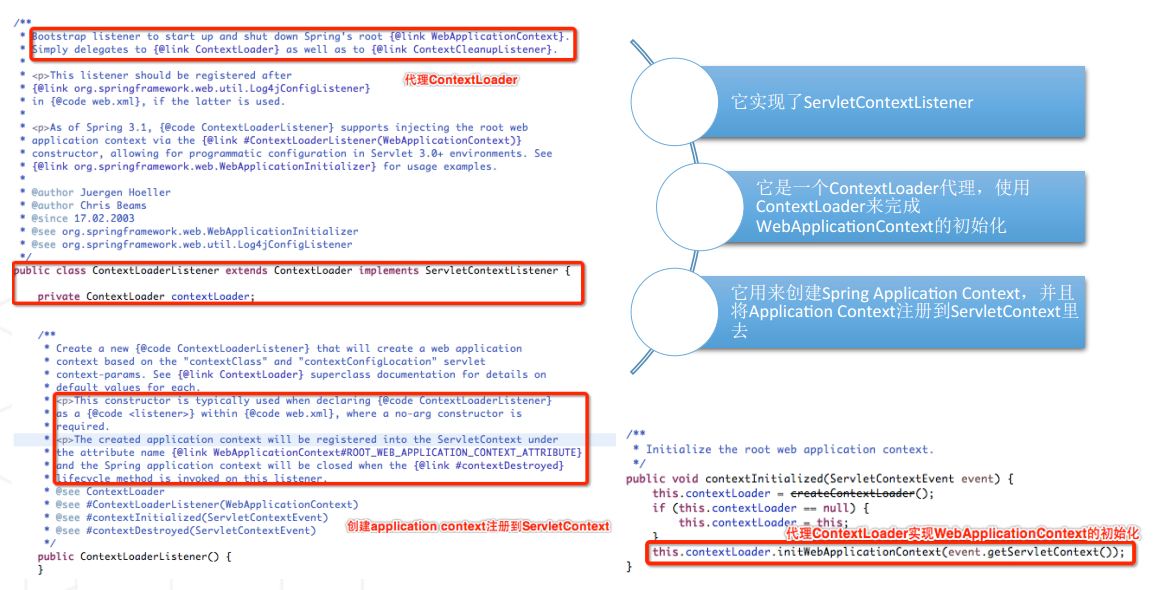 /**
 * Bootstrap listener to start up and shut down Spring's root {@link WebApplicationContext}.
 * Simply delegates to {@link ContextLoader} as well as to {@link ContextCleanupListener}.
 *
 * <p>This listener should be registered after
 * {@link org.springframework.web.util.Log4jConfigListener}
 * in {@code web.xml}, if the latter is used.
 *
 * <p>As of Spring 3.1, {@code ContextLoaderListener} supports injecting the root web
 * application context via the {@link #ContextLoaderListener(WebApplicationContext)}
 * constructor, allowing for programmatic configuration in Servlet 3.0+ environments. See
 * {@link org.springframework.web.WebApplicationInitializer} for usage examples.
 *
 * @author Juergen Hoeller
 * @author Chris Beams
 * @since 17.02.2003
 * @see org.springframework.web.WebApplicationInitializer
 * @see org.springframework.web.util.Log4jConfigListener
 */
public class ContextLoaderListener extends ContextLoader implements ServletContextListener {
private ContextLoader contextLoader;
代理ContextLoader
/**
 * Create a new {@code ContextLoaderListener} that will create a web application
 * context based on the "contextClass" and "contextConfigLocation" servlet
 * context-params. See {@link ContextLoader} superclass documentation for details on
 * default values for each.
 * <p>This constructor is typically used when declaring {@code ContextLoaderListener}
 * as a {@code <listener>} within {@code web.xml}, where a no-arg constructor is
 * required.
 * <p>The created application context will be registered into the ServletContext under
 * the attribute name {@link WebApplicationContext#ROOT_WEB_APPLICATION_CONTEXT_ATTRIBUTE}
 * and the Spring application context will be closed when the {@link #contextDestroyed}
 * lifecycle method is invoked on this listener.
 * @see ContextLoader
 * @see #ContextLoaderListener(WebApplicationContext)
 * @see #contextInitialized(ServletContextEvent)
 * @see #contextDestroyed(ServletContextEvent)
 */
public ContextLoaderListener() {
}
创建application context注册到ServletContext
它实现了ServletContextListener
它是一个ContextLoader代理，使用
ContextLoader来完成
WebApplicationContext的初始化
它用来创建Spring Application Context，并且
将Application Context注册到ServletContext里
去
/**
 * Initialize the root web application context.
 */
public void contextInitialized(ServletContextEvent event) {
this.contextLoader = createContextLoader();
if (this.contextLoader == null) {
this.contextLoader = this;
}
代理ContextLoader实现WebApplicationContext的初始化
this.contextLoader.initWebApplicationContext(event.getServletContext());
}